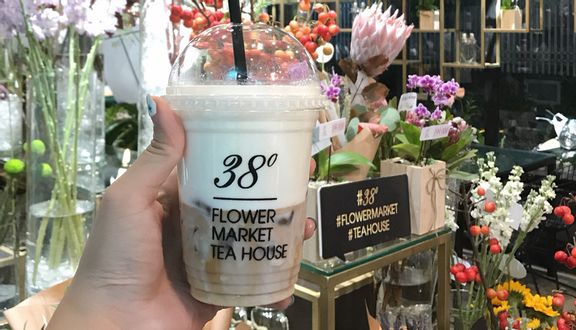 38°
FLOWER
MARKET
TEA HOUSE
#38°
#FLOWERMARKET
#TEAHOUSE